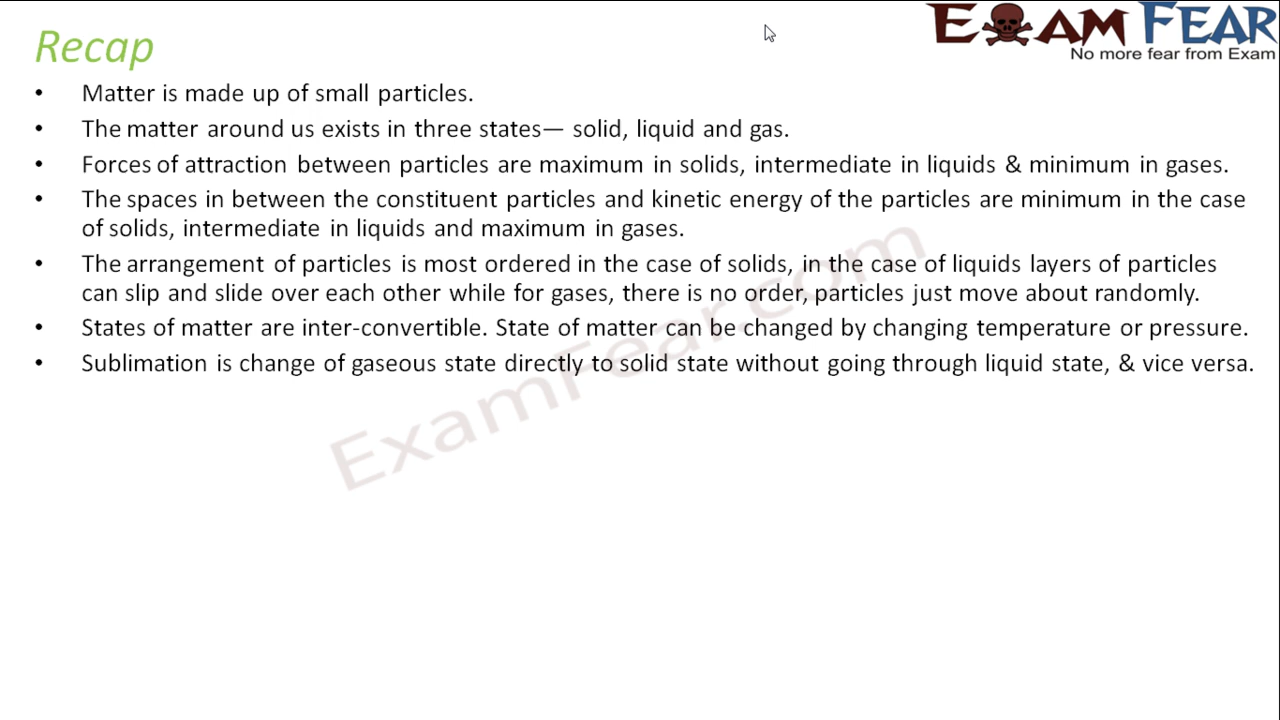 EXAM FEAR
No more fear from Exam
Recap
• Matter is made up of small particles.
• The matter around us exists in three states— solid, liquid and gas.
• Forces of attraction between particles are maximum in solids, intermediate in liquids & minimum in gases.
• The spaces in between the constituent particles and kinetic energy of the particles are minimum in the case
of solids, intermediate in liquids and maximum in gases.
• The arrangement of particles is most ordered in the case of solids, in the case of liquids layers of particles
can slip and slide over each other while for gases, there is no order, particles just move about randomly.
• States of matter are inter-convertible. State of matter can be changed by changing temperature or pressure.
• Sublimation is change of gaseous state directly to solid state without going through liquid state, & vice versa.
ExamFear.com